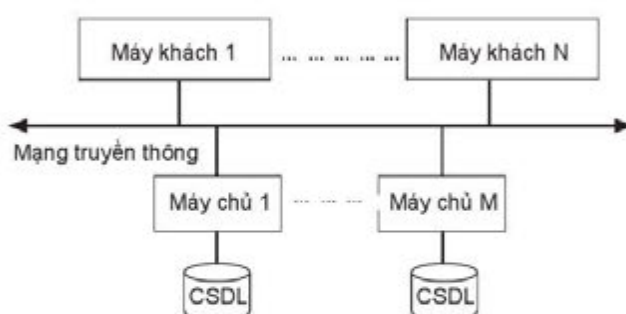 Máy khách 1
Máy khách N
Mạng truyền thông
Máy chủ 1
Máy chủ M
CSDL
CSDL